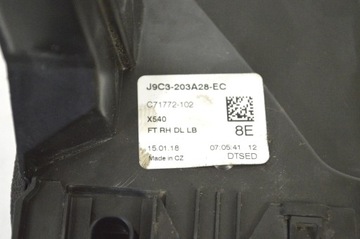 J9C3-203A28-EC
C71772-102
X540
FT RH DL LB
8E
15.01.18 07:05:41 12
Made in CZ DTSED